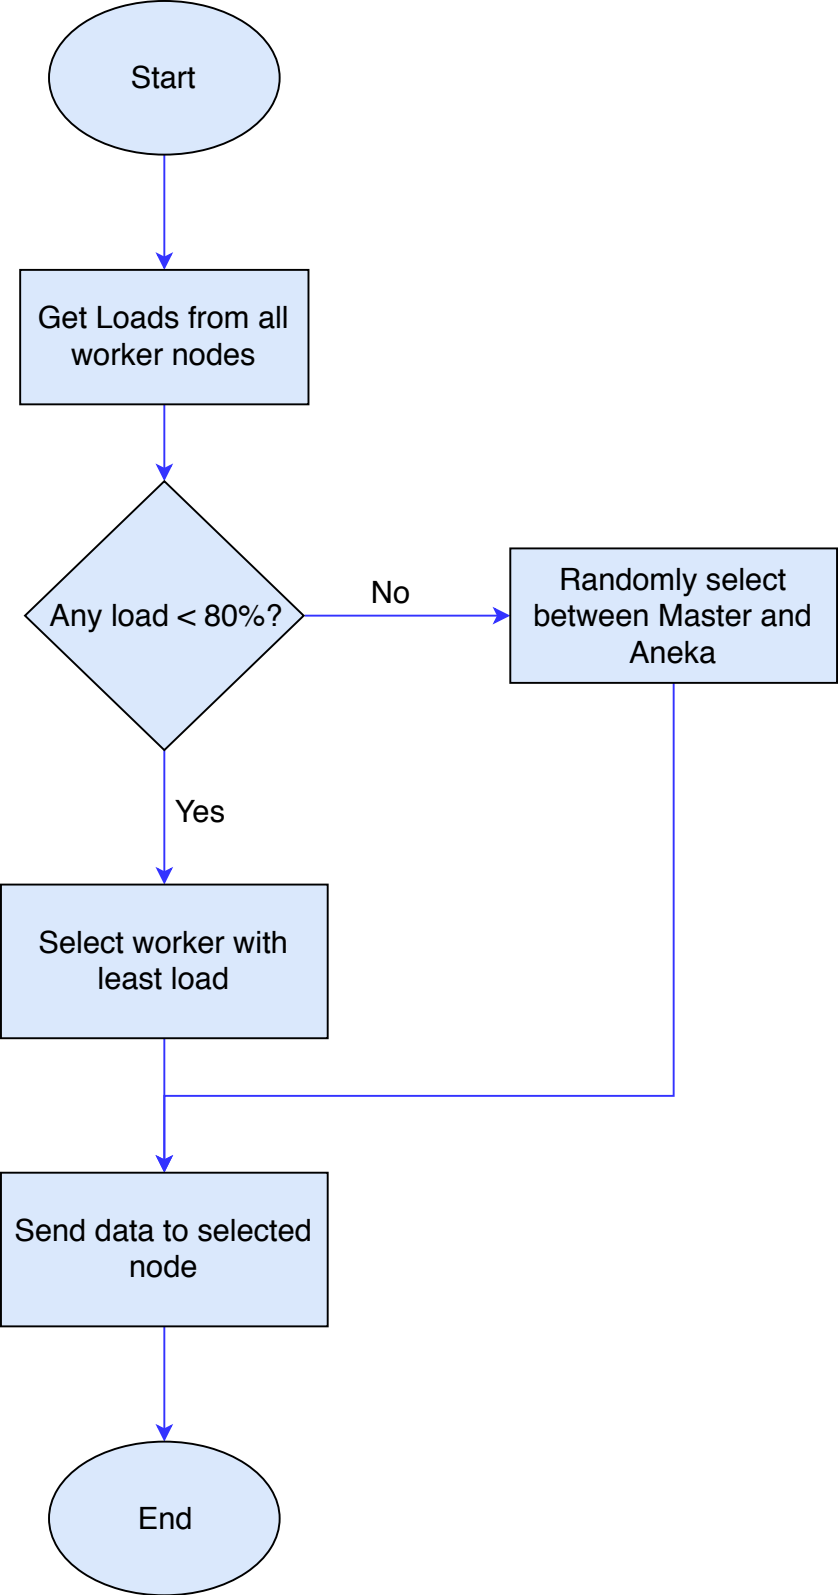 Start
Get Loads from all
worker nodes
Any load < 80%?
No
Randomly select
between Master and
Aneka
Yes
Select worker with
least load
Send data to selected
node
End